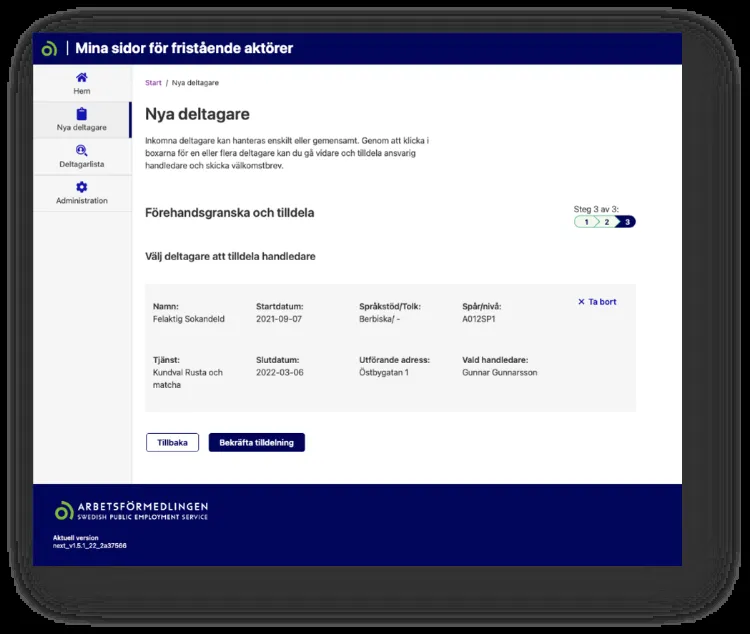 Mina sidor för fristående aktörer
Hem
Nya deltagare
Deltagarlista
Administration
Start / Nya deltagare
Nya deltagare
Inkomna deltagare kan hanteras enskilt eller gemensamt. Genom att klicka i
boxarna för en eller flera deltagare kan du gå vidare och tilldela ansvarig
handledare och skicka välkomstbrev.
Förehandsgranska och tilldela
Steg 3 av 3:
1 2 3
Välj deltagare att tilldela handledare
Namn: Startdatum: Språkstöd/Tolk: Spår/nivå: × Ta bort
Felaktig Sokandeld 2021-09-07 Berbiska/ - A012SP1
Tjänst: Slutdatum: Utförande adress: Vald handledare:
Kundval Rusta och 2022-03-06 Östbygatan 1 Gunnar Gunnarsson
matcha
Tillbaka Bekräfta tilldelning
ARBETSFÖRMEDLINGEN
SWEDISH PUBLIC EMPLOYMENT SERVICE
Aktuell version
next_v1.5.1_22_2a37566